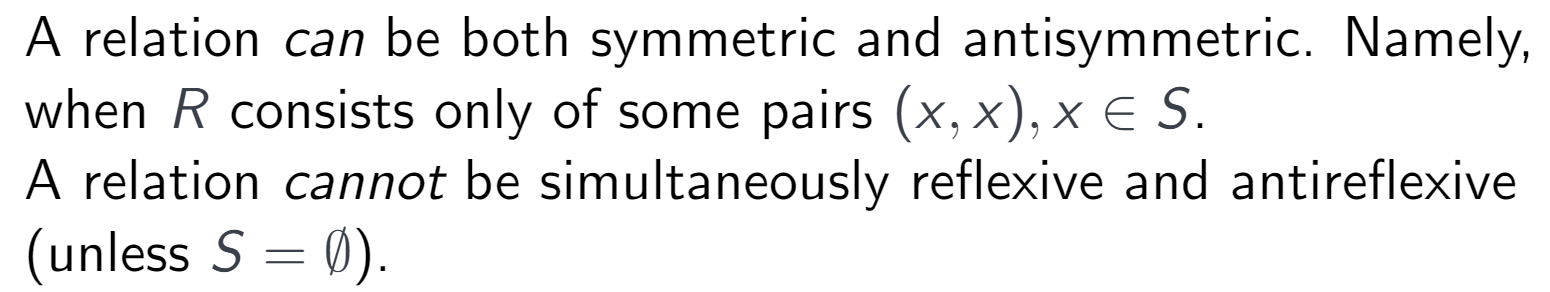 A relation can be both symmetric and antisymmetric. Namely,
when R consists only of some pairs (x, x), x ∈ S.
A relation cannot be simultaneously reflexive and antireflexive
(unless S = ∅).